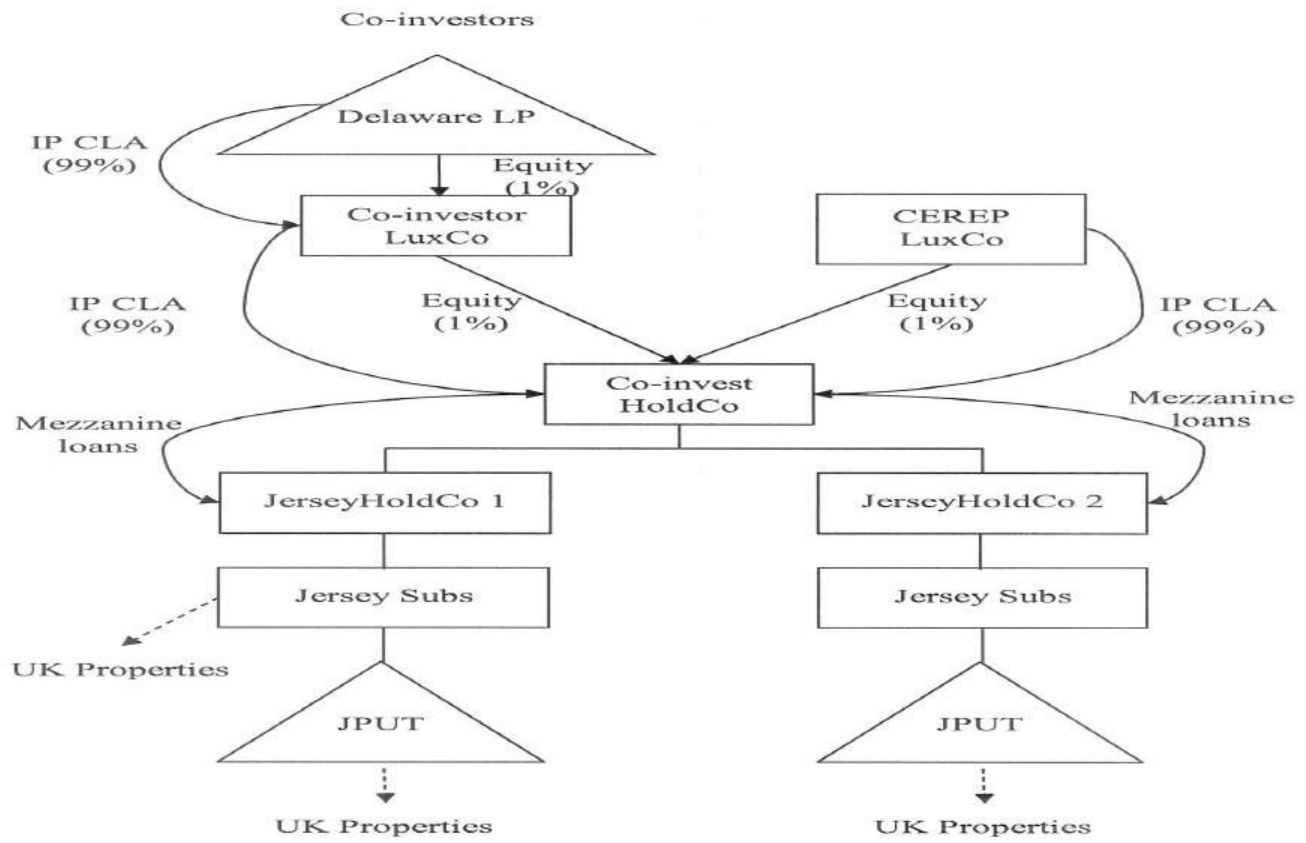 Co-investors
Delaware LP
IP CLA
(99%)
Equity
(1%)
Co-investor
LuxCo
CEREP
LuxCo
IP CLA
(99%)
Equity
(1%)
Equity
(1%)
IP CLA
(99%)
Co-invest
HoldCo
Mezzanine
loans
Mezzanine
loans
JerseyHoldCo 1
JerseyHoldCo 2
Jersey Subs
Jersey Subs
UK Properties
JPUT
JPUT
UK Properties
UK Properties